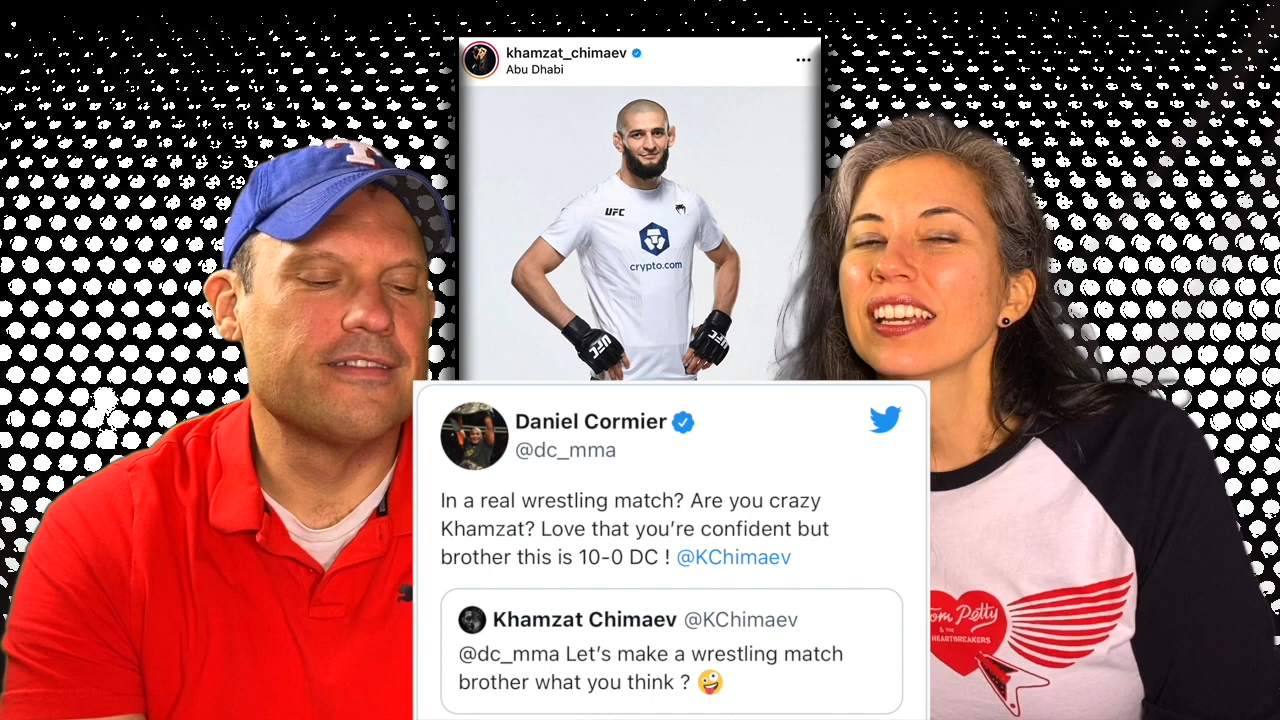 khamzat_chimaev
Abu Dhabi
T
UFC
crypto.com
UFC
UFC
Daniel Cormier
@dc_mma
In a real wrestling match? Are you crazy
Khamzat? Love that you’re confident but
brother this is 10-0 DC ! @KChimaev
Khamzat Chimaev @KChimaev
@dc_mma Let’s make a wrestling match
brother what you think ? 🤪
om Petty
& THE
HEARTBREAKERS